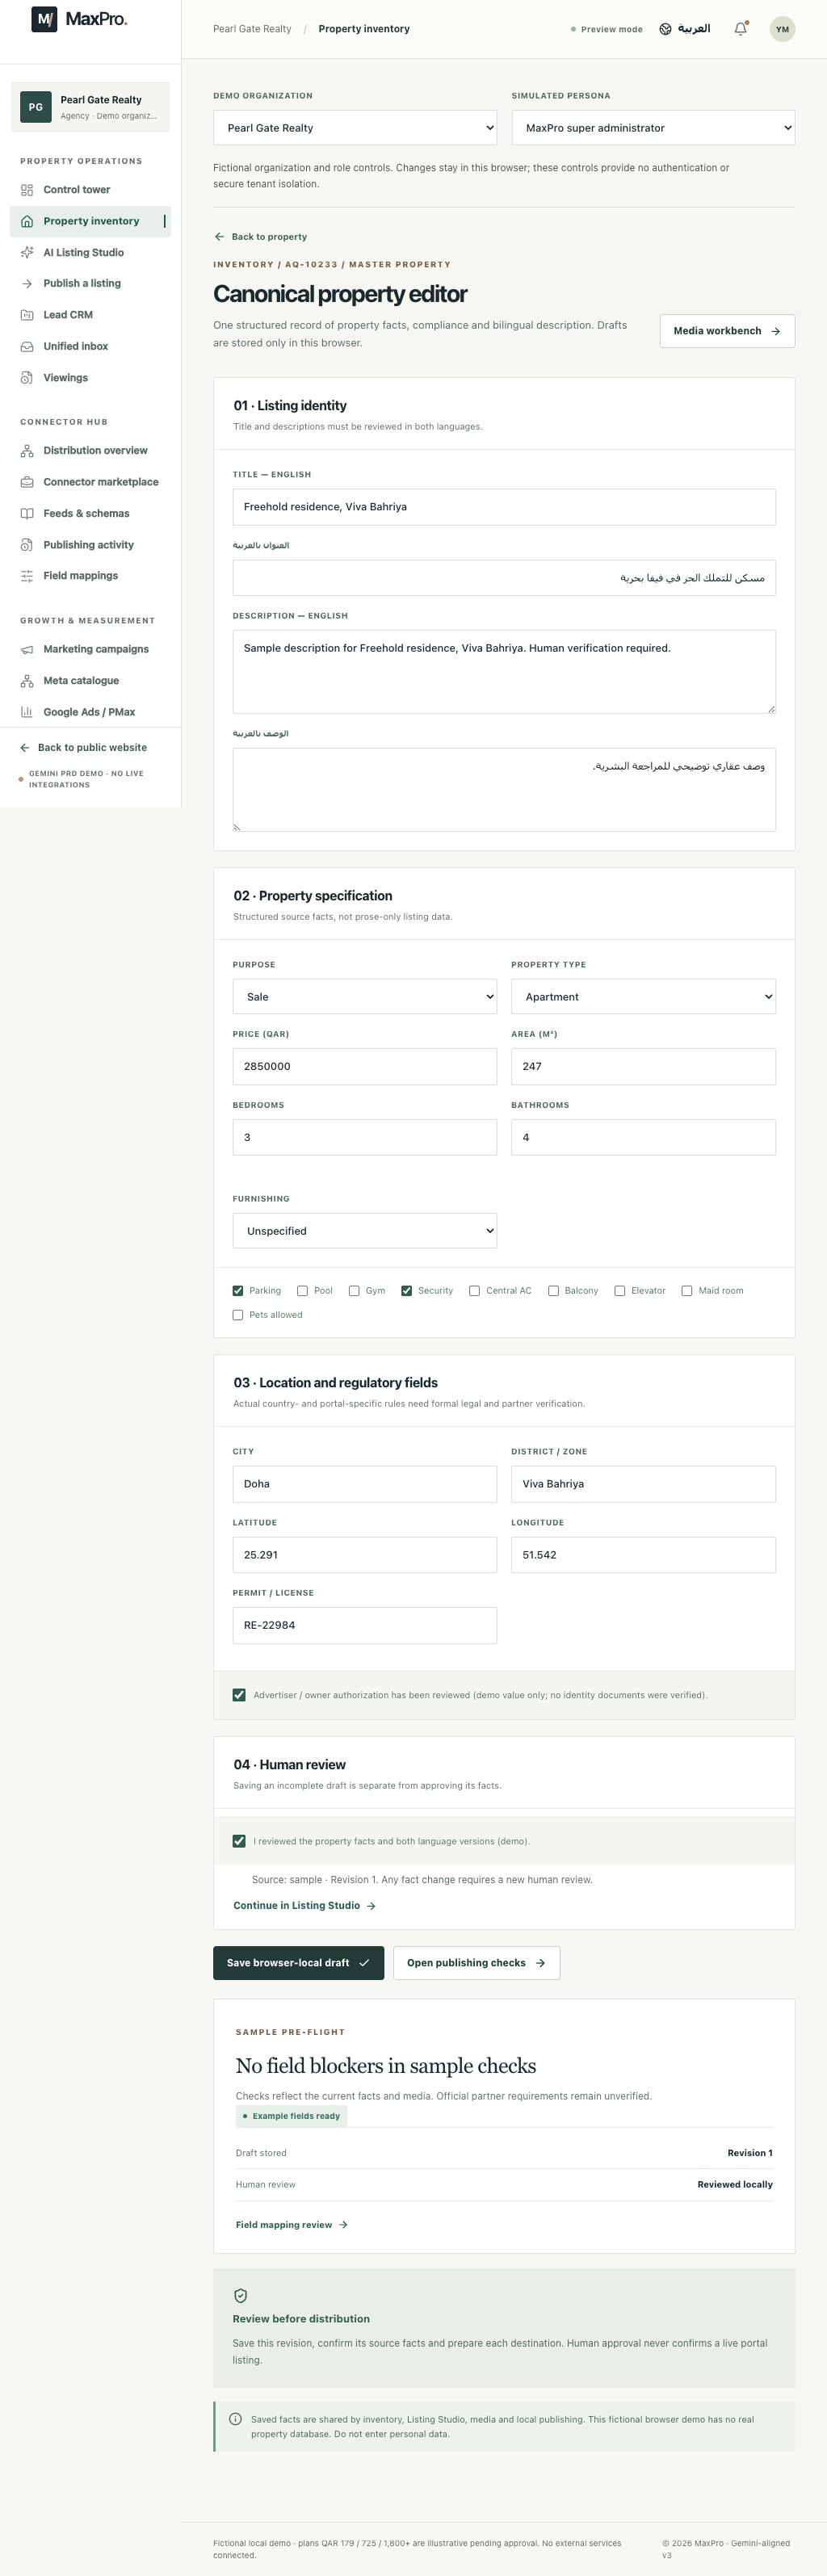 M/ MaxPro.
Pearl Gate Realty / Property inventory
Preview mode
العربية
YM
PG
Pearl Gate Realty
Agency · Demo organiz...
PROPERTY OPERATIONS
Control tower
Property inventory
AI Listing Studio
Publish a listing
Lead CRM
Unified inbox
Viewings
CONNECTOR HUB
Distribution overview
Connector marketplace
Feeds & schemas
Publishing activity
Field mappings
GROWTH & MEASUREMENT
Marketing campaigns
Meta catalogue
Google Ads / PMax
Back to public website
GEMINI PRD DEMO · NO LIVE
INTEGRATIONS
DEMO ORGANIZATION
Pearl Gate Realty
SIMULATED PERSONA
MaxPro super administrator
Fictional organization and role controls. Changes stay in this browser; these controls provide no authentication or
secure tenant isolation.
Back to property
INVENTORY / AQ-10233 / MASTER PROPERTY
Canonical property editor
One structured record of property facts, compliance and bilingual description. Drafts
are stored only in this browser.
Media workbench
01 · Listing identity
Title and descriptions must be reviewed in both languages.
TITLE — ENGLISH
Freehold residence, Viva Bahriya
العنوان بالعربية
مسكن للتملك الحر في فيفا بحرية
DESCRIPTION — ENGLISH
Sample description for Freehold residence, Viva Bahriya. Human verification required.
الوصف بالعربية
وصف عقاري توضيحي للمراجعة البشرية.
02 · Property specification
Structured source facts, not prose-only listing data.
PURPOSE
Sale
PROPERTY TYPE
Apartment
PRICE (QAR)
2850000
AREA (M²)
247
BEDROOMS
3
BATHROOMS
4
FURNISHING
Unspecified
Parking Pool Gym Security Central AC Balcony Elevator Maid room
Pets allowed
03 · Location and regulatory fields
Actual country- and portal-specific rules need formal legal and partner verification.
CITY
Doha
DISTRICT / ZONE
Viva Bahriya
LATITUDE
25.291
LONGITUDE
51.542
PERMIT / LICENSE
RE-22984
Advertiser / owner authorization has been reviewed (demo value only; no identity documents were verified).
04 · Human review
Saving an incomplete draft is separate from approving its facts.
I reviewed the property facts and both language versions (demo).
Source: sample · Revision 1. Any fact change requires a new human review.
Continue in Listing Studio
Save browser-local draft
Open publishing checks
SAMPLE PRE-FLIGHT
No field blockers in sample checks
Checks reflect the current facts and media. Official partner requirements remain unverified.
Example fields ready
Draft stored Revision 1
Human review Reviewed locally
Field mapping review
Review before distribution
Save this revision, confirm its source facts and prepare each destination. Human approval never confirms a live portal
listing.
Saved facts are shared by inventory, Listing Studio, media and local publishing. This fictional browser demo has no real
property database. Do not enter personal data.
Fictional local demo · plans QAR 179 / 725 / 1,800+ are illustrative pending approval. No external services
connected.
© 2026 MaxPro · Gemini-aligned
v3